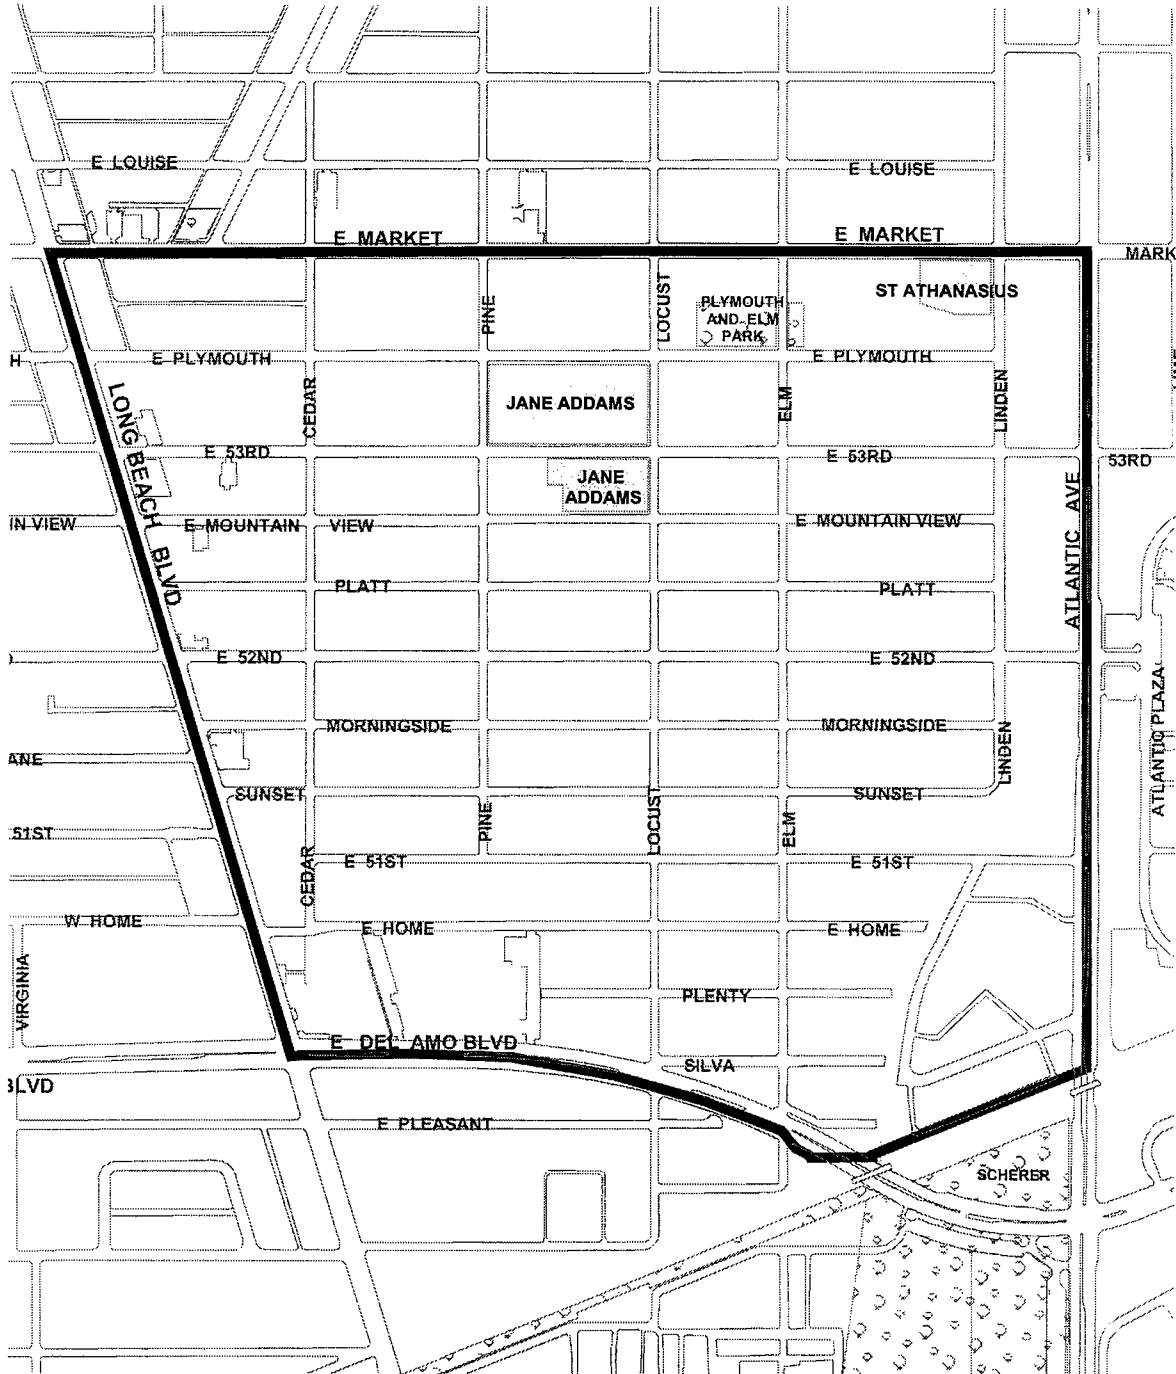 E LOUISE
E LOUISE
E MARKET
E MARKET
MARK
ST ATHANASIUS
PINE
LOCUST
PLYMOUTH
AND ELM
PARK
H
E PLYMOUTH
E PLYMOUTH
CEDAR
JANE ADDAMS
ELM
LINDEN
LONG BEACH BLVD
E 53RD
E 53RD
53RD
JANE
ADDAMS
ATLANTIC AVE
IN VIEW
E MOUNTAIN VIEW
E MOUNTAIN VIEW
PLATT
PLATT
E 52ND
E 52ND
MORNINGSIDE
MORNINGSIDE
LINDEN
ATLANTIC PLAZA
ANE
SUNSET
SUNSET
PINE
LOCUST
ELM
51ST
CEDAR
E 51ST
E 51ST
W HOME
E HOME
E HOME
VIRGINIA
PLENTY
E DEL AMO BLVD
SILVA
BLVD
E PLEASANT
SCHERER